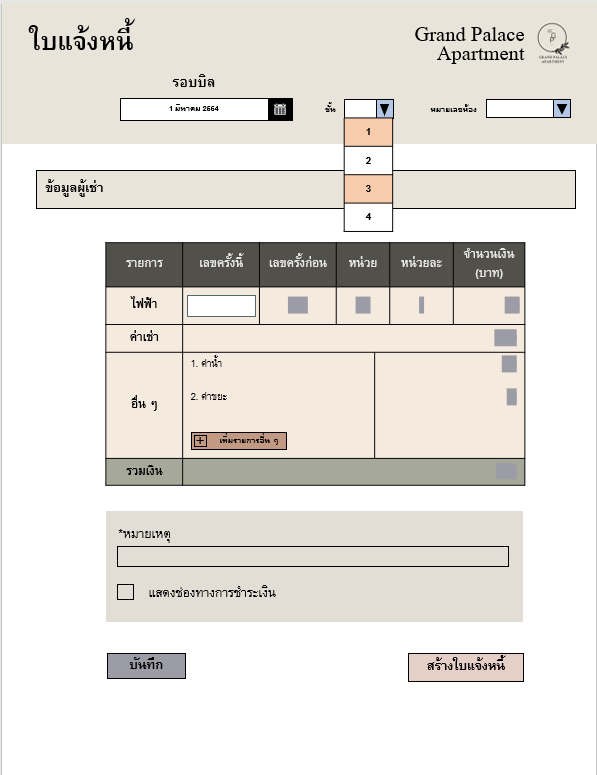 ใบแจ้งหนี้
Grand Palace
Apartment
GRAND PALACE
APARTMENT
รอบบิล
1 มีนาคม 2564
ชั้น
หมายเลขห้อง
1
2
3
4
ข้อมูลผู้เช่า
รายการ เลขครั้งนี้ เลขครั้งก่อน หน่วย หน่วยละ จำนวนเงิน
(บาท)
ไฟฟ้า
ค่าเช่า
1. ค่าน้ำ
2. ค่าขยะ
อื่น ๆ
เพิ่มรายการอื่น ๆ
รวมเงิน
*หมายเหตุ
แสดงช่องทางการชำระเงิน
บันทึก
สร้างใบแจ้งหนี้